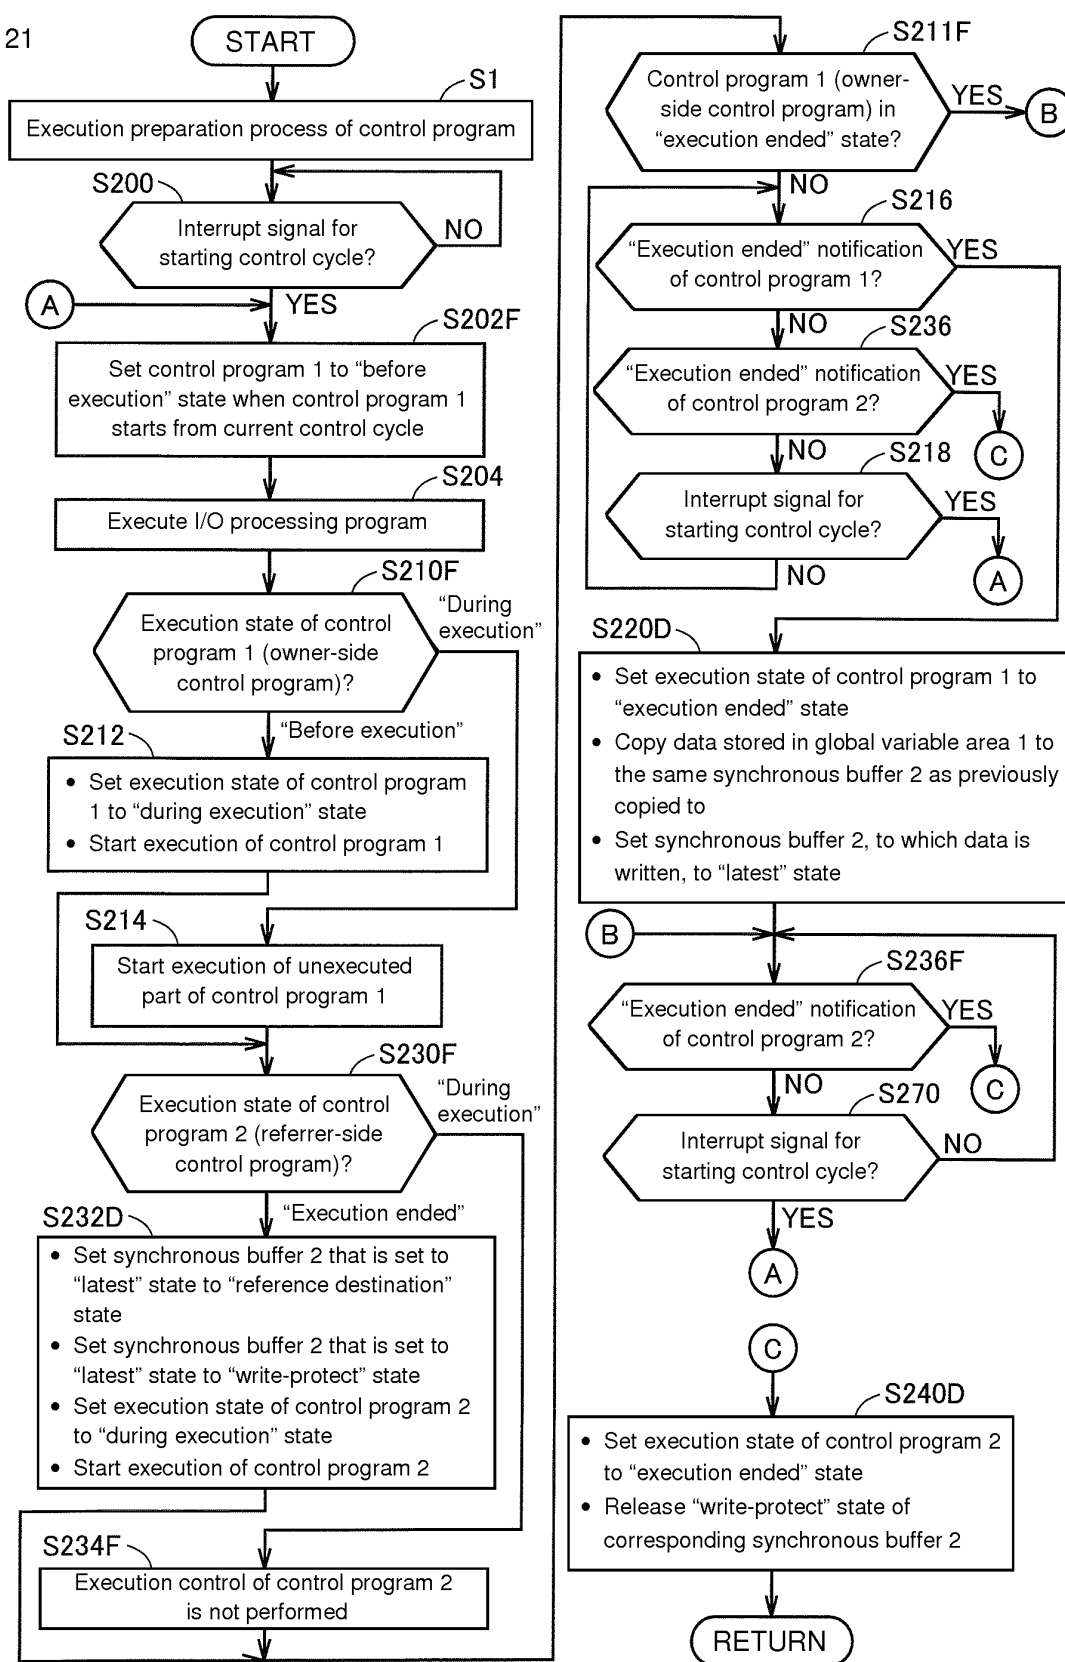 21
START
S1
Execution preparation process of control program
S200
Interrupt signal for
starting control cycle?
NO
A
YES
S202F
Set control program 1 to “before
execution” state when control program 1
starts from current control cycle
S204
Execute I/O processing program
S210F
“During
execution”
Execution state of control
program 1 (owner-side
control program)?
“Before execution”
S212
• Set execution state of control program
1 to “during execution” state
• Start execution of control program 1
S214
Start execution of unexecuted
part of control program 1
S230F
“During
execution”
Execution state of control
program 2 (referrer-side
control program)?
“Execution ended”
S232D
• Set synchronous buffer 2 that is set to
“latest” state to “reference destination”
state
• Set synchronous buffer 2 that is set to
“latest” state to “write-protect” state
• Set execution state of control program 2
to “during execution” state
• Start execution of control program 2
S234F
Execution control of control program 2
is not performed
S211F
Control program 1 (owner-
side control program) in
“execution ended” state?
YES
B
NO
S216
“Execution ended” notification
of control program 1?
YES
NO
S236
“Execution ended” notification
of control program 2?
YES
C
NO
S218
Interrupt signal for
starting control cycle?
YES
A
NO
S220D
• Set execution state of control program 1 to
“execution ended” state
• Copy data stored in global variable area 1 to
the same synchronous buffer 2 as previously
copied to
• Set synchronous buffer 2, to which data is
written, to “latest” state
B
S236F
“Execution ended” notification
of control program 2?
YES
C
NO
S270
Interrupt signal for
starting control cycle?
NO
YES
A
C
S240D
• Set execution state of control program 2
to “execution ended” state
• Release “write-protect” state of
corresponding synchronous buffer 2
RETURN